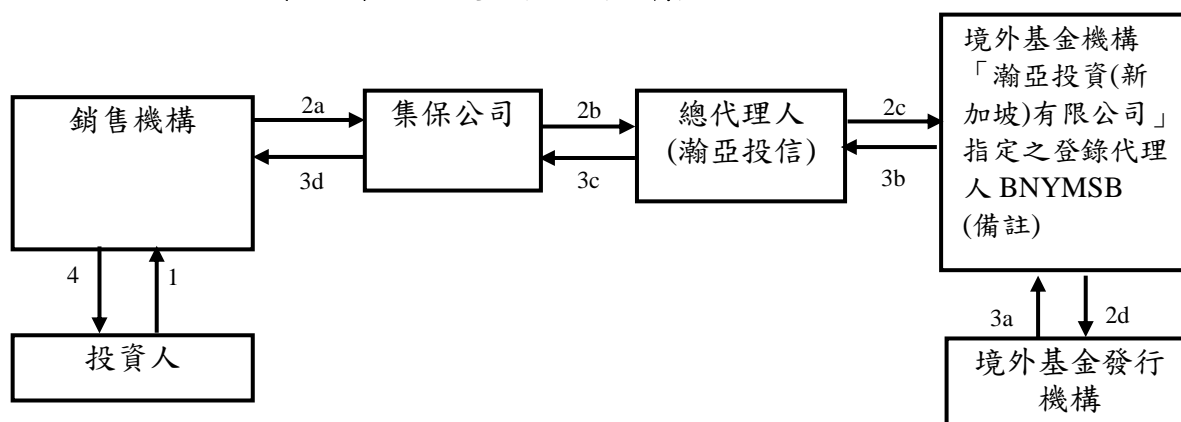 銷售機構
2a
3d
集保公司
2b
3c
總代理人
(瀚亞投信)
2c
3b
境外基金機構
「瀚亞投資(新
加坡)有限公司」
指定之登錄代理
人 BNYMSB
(備註)
4
1
3a
2d
投資人
境外基金發行
機構